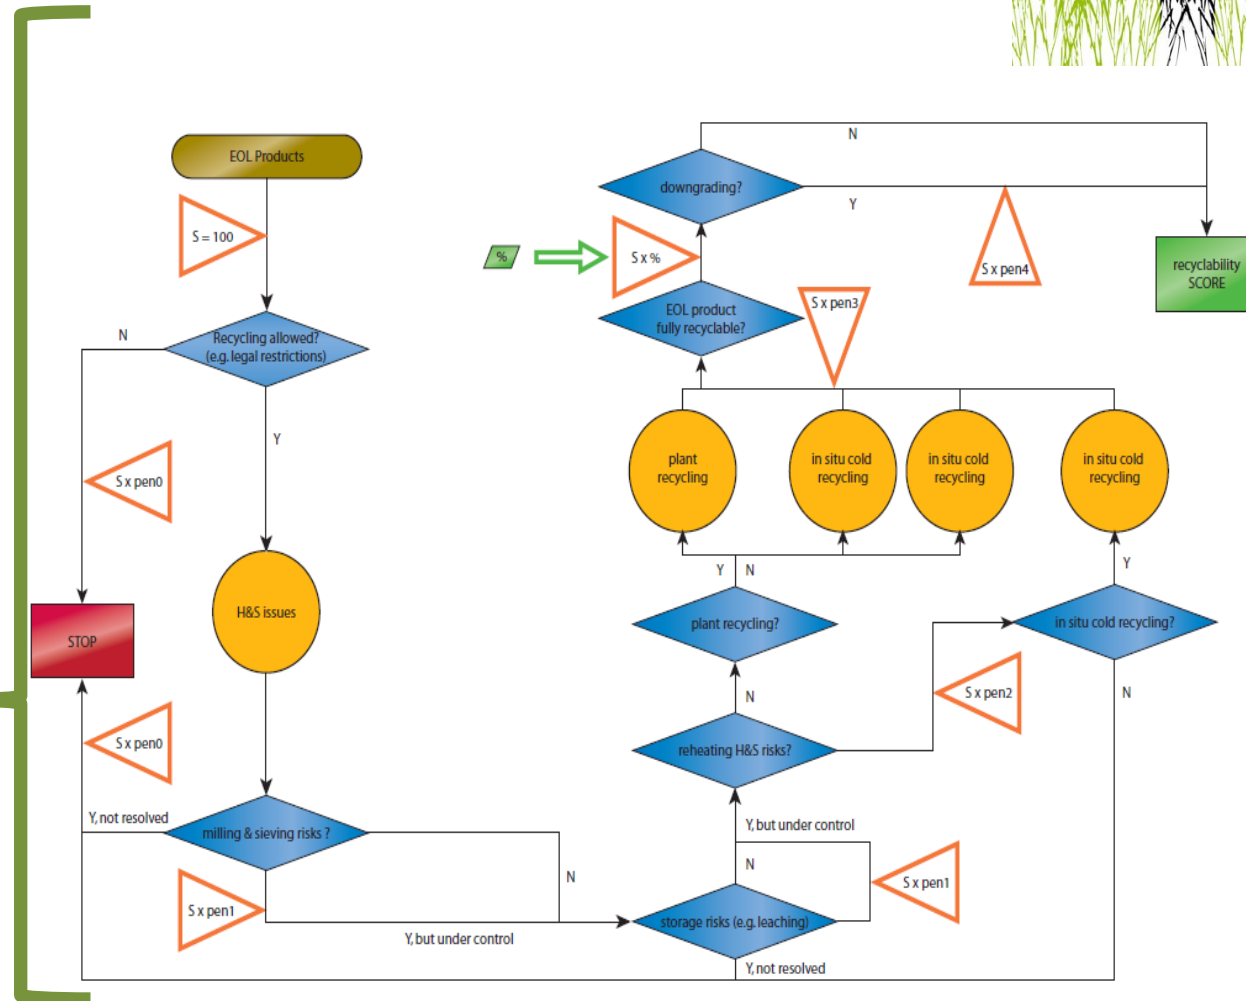 EOL Products
S = 100
Recycling allowed?
(e.g. legal restrictions)
N
Y
S x pen0
STOP
H&S issues
S x pen0
Y, not resolved
milling & sieving risks ?
N
S x pen1
Y, but under control
storage risks (e.g. leaching)
Y, not resolved
S x pen1
N
Y, but under control
reheating H&S risks?
N
S x pen2
plant recycling?
Y
N
in situ cold recycling?
Y
N
plant
recycling
in situ cold
recycling
in situ cold
recycling
in situ cold
recycling
S x pen3
EOL product
fully recyclable?
%
S x %
downgrading?
N
Y
S x pen4
recyclability
SCORE